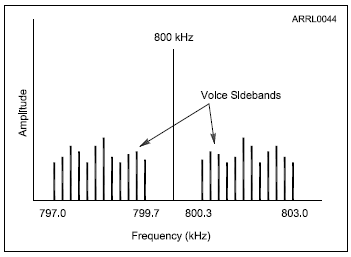 ARRL0044
800 kHz
Voice Sidebands
Amplitude
797.0 799.7 800.3 803.0
Frequency (kHz)